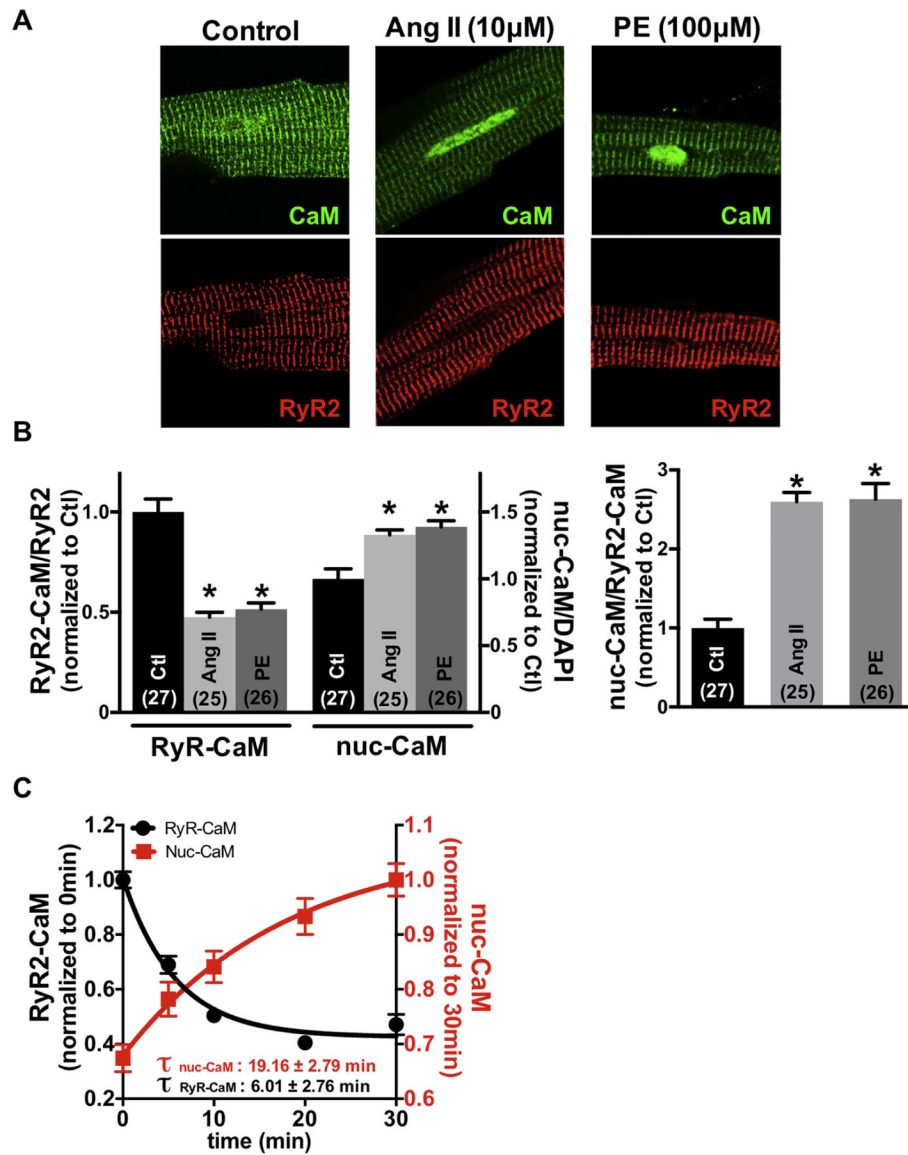 A
Control
Ang II (10μM)
PE (100μM)
CaM
CaM
CaM
RyR2
RyR2
RyR2
B
RyR2-CaM/RyR2
(normalized to Ctl)
1.0
0.5
0
Ctl
(27)
Ang II
(25)
*
PE
(26)
*
RyR-CaM
Ctl
(27)
Ang II
(25)
*
PE
(26)
*
nuc-CaM
1.5
1.0
0.5
0
nuc-CaM/DAPI
(normalized to Ctl)
nuc-CaM/RyR2-CaM
(normalized to Ctl)
3
2
1
0
Ctl
(27)
Ang II
(25)
*
PE
(26)
*
C
RyR2-CaM
(normalized to 0min)
1.2
1.0
0.8
0.6
0.4
0.2
RyR-CaM
Nuc-CaM
τ nuc-CaM : 19.16 ± 2.79 min
τ RyR-CaM : 6.01 ± 2.76 min
1.1
1.0
0.9
0.8
0.7
0.6
nuc-CaM
(normalized to 30min)
0 10 20 30
time (min)